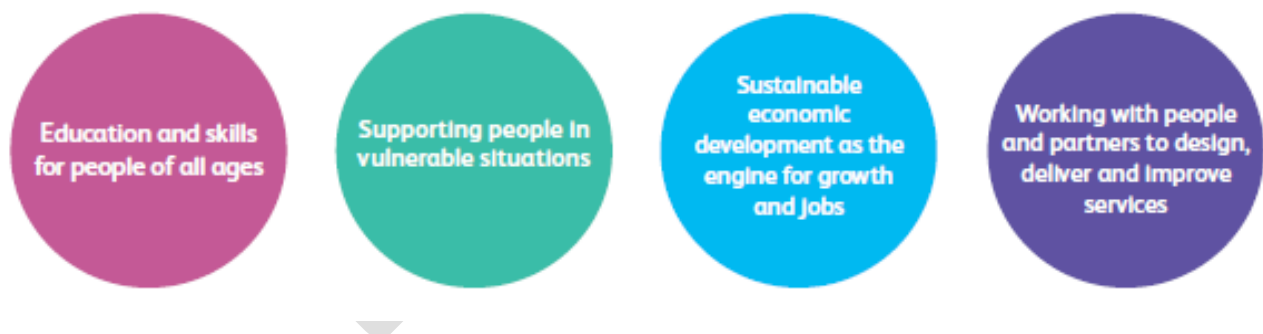 Education and skills
for people of all ages
Supporting people in
vulnerable situations
Sustainable
economic
development as the
engine for growth
and jobs
Working with people
and partners to design,
deliver and improve
services